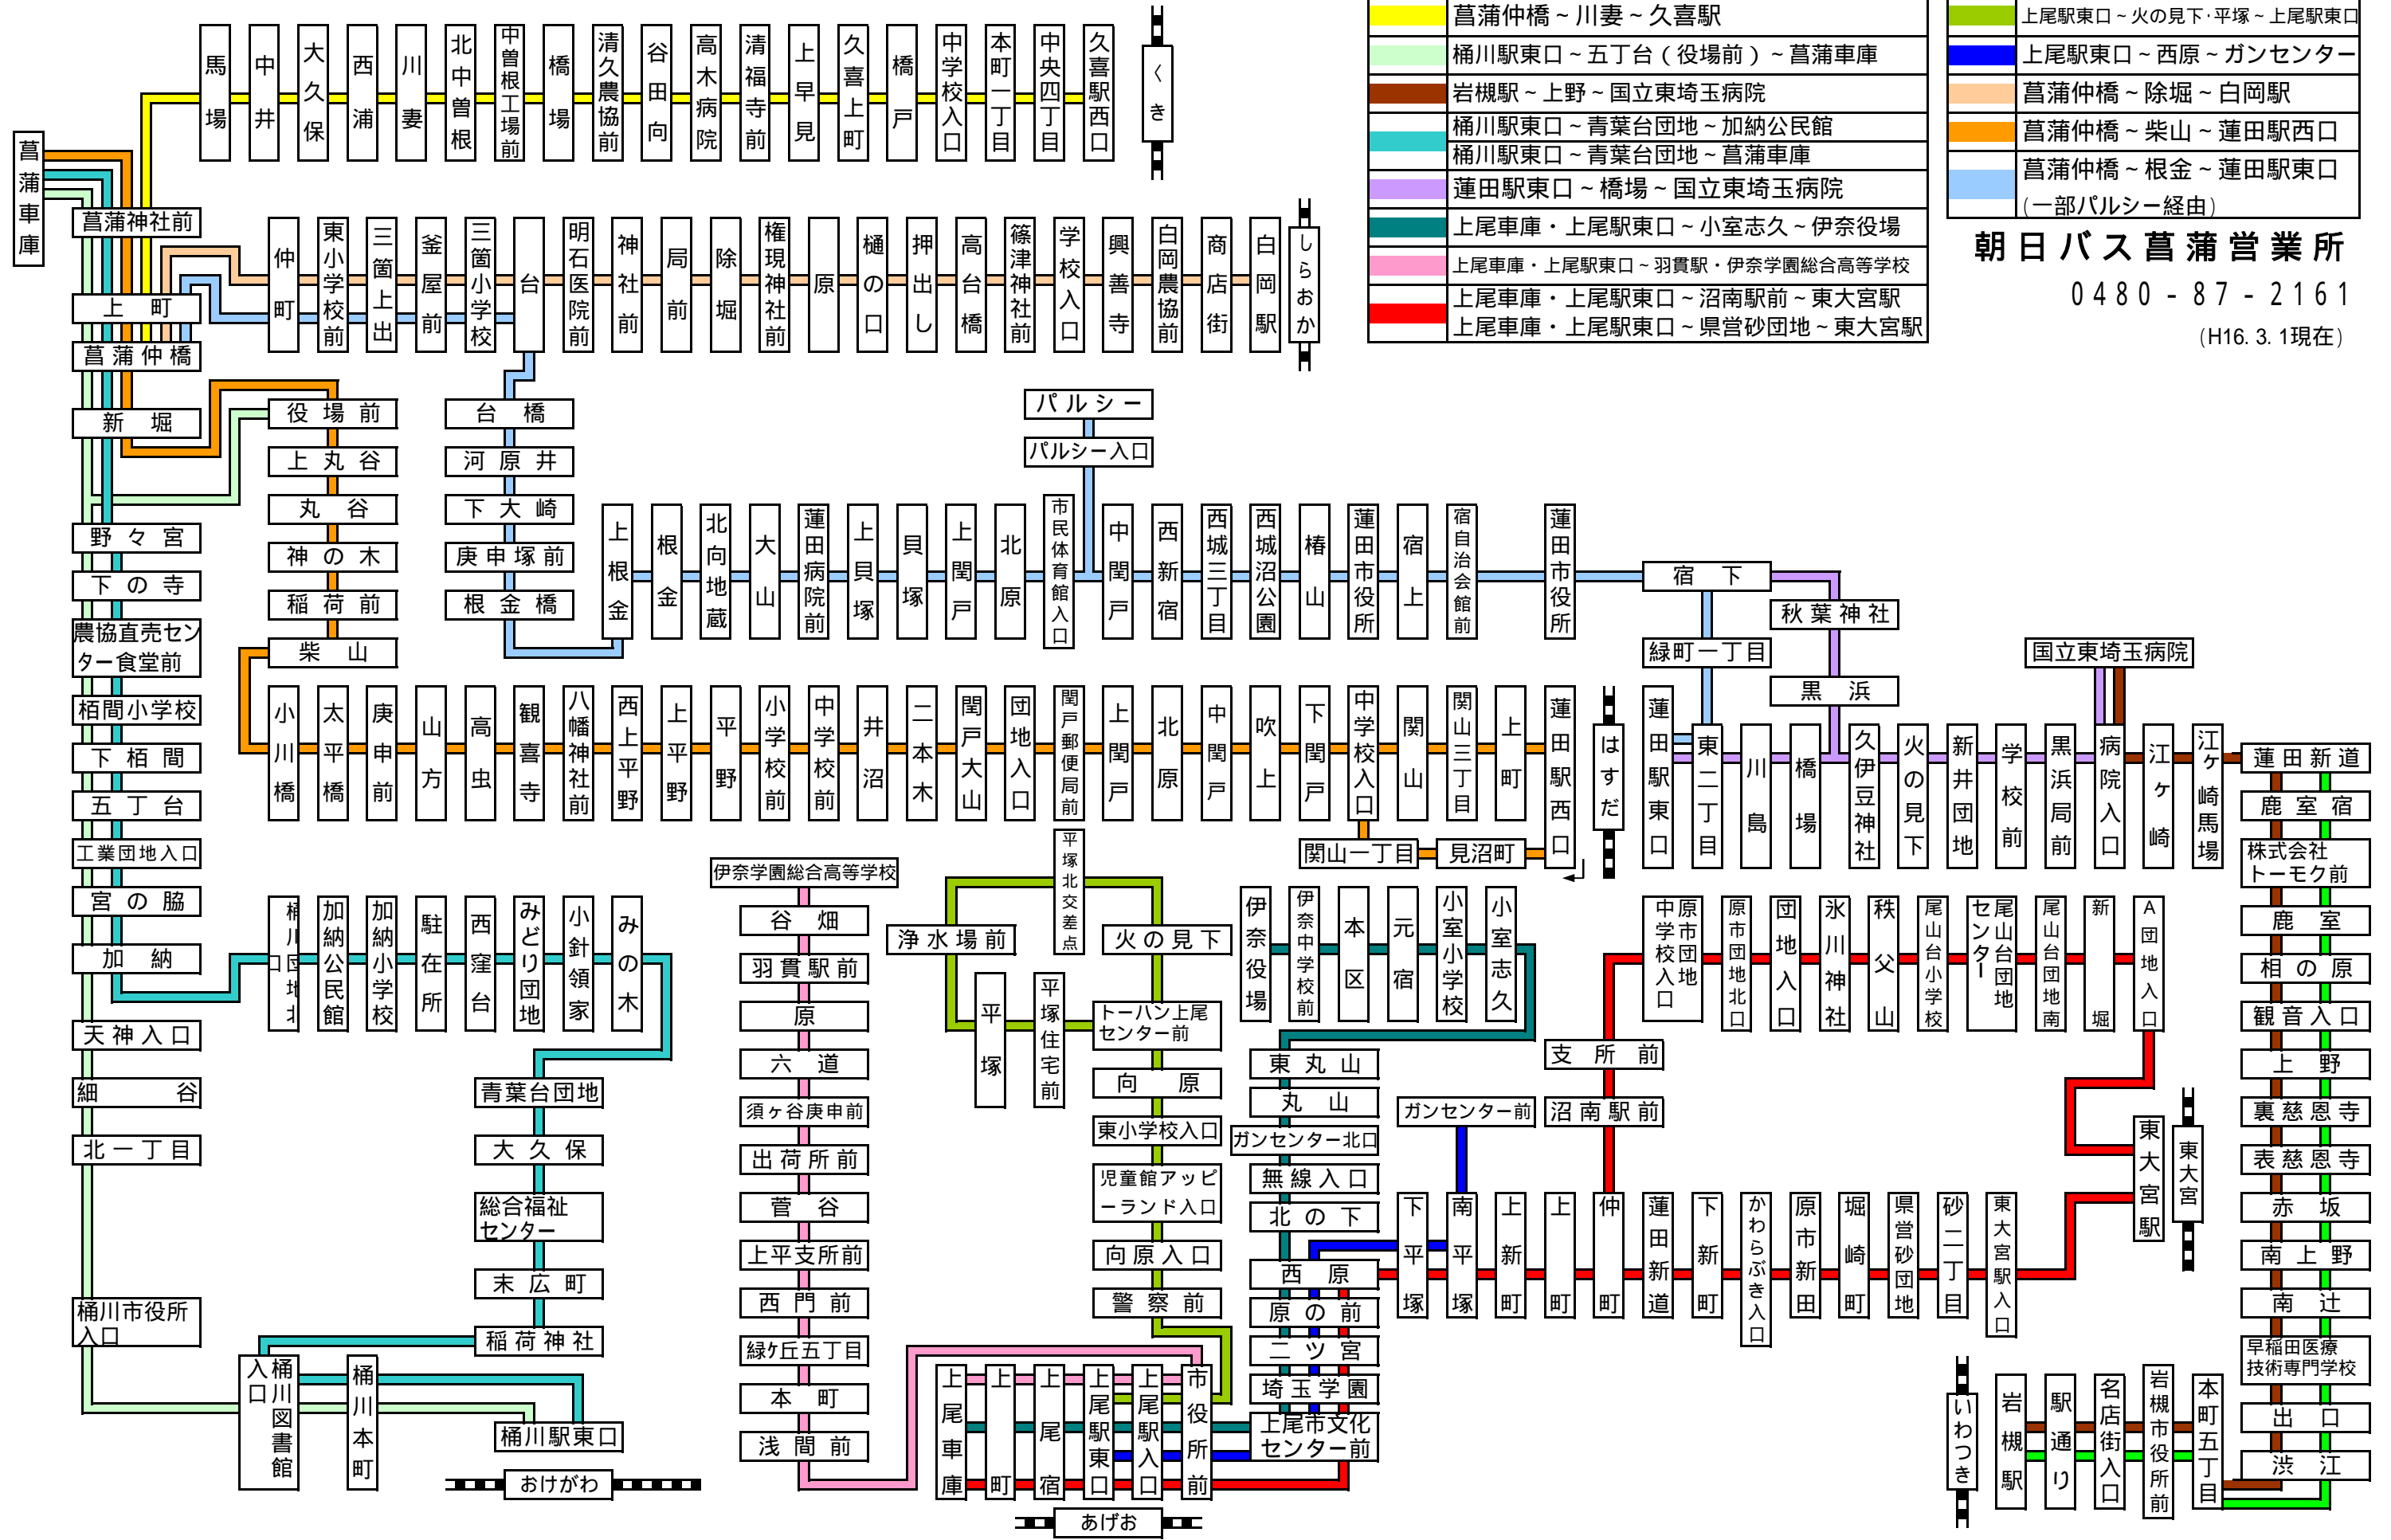 馬場
中井
大久保
西浦
川妻
北中曽根
中曽根工場前
橋場
清久農協前
谷田向
高木病院
清福寺前
上早見
久喜上町
橋戸
中学校入口
本町一丁目
中央四丁目
久喜駅西口
くき
菖蒲仲橋～川妻～久喜駅
桶川駅東口～五丁台（役場前）～菖蒲車庫
岩槻駅～上野～国立東埼玉病院
桶川駅東口～青葉台団地～加納公民館
桶川駅東口～青葉台団地～菖蒲車庫
蓮田駅東口～橋場～国立東埼玉病院
上尾車庫・上尾駅東口～小室志久～伊奈役場
上尾車庫・上尾駅東口～羽貫駅・伊奈学園総合高等学校
上尾車庫・上尾駅東口～沼南駅前～東大宮駅
上尾車庫・上尾駅東口～県営砂団地～東大宮駅
上尾駅東口～火の見下・平塚～上尾駅東口
上尾駅東口～西原～ガンセンター
菖蒲仲橋～除堀～白岡駅
菖蒲仲橋～柴山～蓮田駅西口
菖蒲仲橋～根金～蓮田駅東口
(一部パルシー経由)
朝日バス菖蒲営業所
0480-87-2161
(H16.3.1現在)
菖蒲車庫
菖蒲神社前
上町
菖蒲仲橋
新堀
野々宮
下の寺
農協直売セン
ター食堂前
栢間小学校
下栢間
五丁台
工業団地入口
宮の脇
加納
天神入口
細谷
北一丁目
桶川市役所
入口
仲町
東小学校前
三箇上出
釜屋前
三箇小学校
台
明石医院前
神社前
局前
除堀
権現神社前
原
樋の口
押出し
高台橋
篠津神社前
学校入口
興善寺
白岡農協前
商店街
白岡駅
しらおか
役場前
上丸谷
丸谷
神の木
稲荷前
柴山
台橋
河原井
下大崎
庚申塚前
根金橋
パルシー
パルシー入口
上根金
根金
北向地蔵
大山
蓮田病院前
上貝塚
貝塚
上閏戸
北原
市民体育館入口
中閏戸
西新宿
西城三丁目
西城沼公園
椿山
蓮田市役所
宿上
宿自治会館前
蓮田市役所
宿下
秋葉神社
緑町一丁目
黒浜
国立東埼玉病院
小川橋
太平橋
庚申前
山方
高虫
観喜寺
八幡神社前
西上平野
上平野
平野
小学校前
中学校前
井沼
二本木
閏戸大山
団地入口
閏戸郵便局前
上閏戸
北原
中閏戸
吹上
下閏戸
中学校入口
関山
関山三丁目
上町
蓮田駅西口
関山一丁目
見沼町
はすだ
蓮田駅東口
東二丁目
川島
橋場
久伊豆神社
火の見下
新井団地
学校前
黒浜局前
病院入口
江ヶ崎
江ヶ崎馬場
蓮田新道
鹿室宿
株式会社
トーモク前
鹿室
相の原
観音入口
上野
裏慈恩寺
表慈恩寺
赤坂
南上野
南辻
早稲田医療
技術専門学校
出口
渋江
桶川団地北口
加納公民館
加納小学校
駐在所
西窪台
みどり団地
小針領家
みの木
青葉台団地
大久保
総合福祉
センター
末広町
稲荷神社
桶川図書館
入口
桶川本町
桶川駅東口
おけがわ
伊奈学園総合高等学校
谷畑
羽貫駅前
原
六道
須ヶ谷庚申前
出荷所前
菅谷
上平支所前
西門前
緑ケ丘五丁目
本町
浅間前
平塚北交差点
浄水場前
火の見下
平塚
平塚住宅前
トーハン上尾
センター前
向原
東小学校入口
児童館アッピ
ーランド入口
向原入口
警察前
上尾車庫
上町
上尾宿
上尾駅東口
上尾駅入口
市役所前
あげお
伊奈役場
伊奈中学校前
本区
元宿
小室小学校
小室志久
東丸山
丸山
ガンセンター北口
無線入口
北の下
西原
原の前
二ツ宮
埼玉学園
上尾市文化
センター前
ガンセンター前
支所前
沼南駅前
原市団地
中学校入口
原市団地北口
団地入口
氷川神社
秩父山
尾山台小学校
尾山台団地
センター
尾山台団地南
新堀
A団地入口
下平塚
南平塚
上新町
上町
仲町
蓮田新道
下新町
かわらぶき入口
原市新田
堀崎町
県営砂団地
砂二丁目
東大宮駅入口
東大宮駅
東大宮
いわつき
岩槻駅
駅通り
名店街入口
岩槻市役所前
本町五丁目